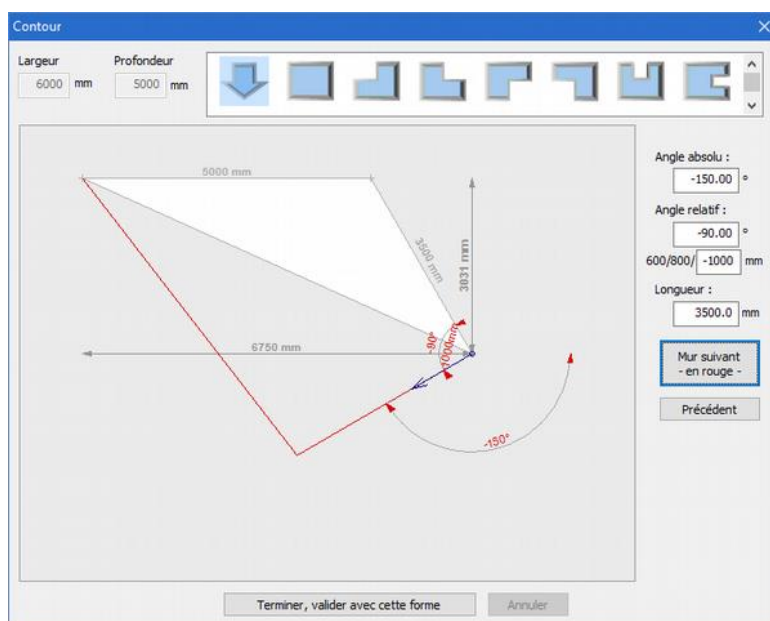 Contour
Largeur
Profondeur
6000 mm
5000 mm
5000 mm
3500 mm
3031 mm
6750 mm
-90°
1000mm
-150°
Angle absolu :
-150.00 °
Angle relatif :
-90.00 °
600/800/ -1000 mm
Longueur :
3500.0 mm
Mur suivant
- en rouge -
Précédent
Terminer, valider avec cette forme
Annuler